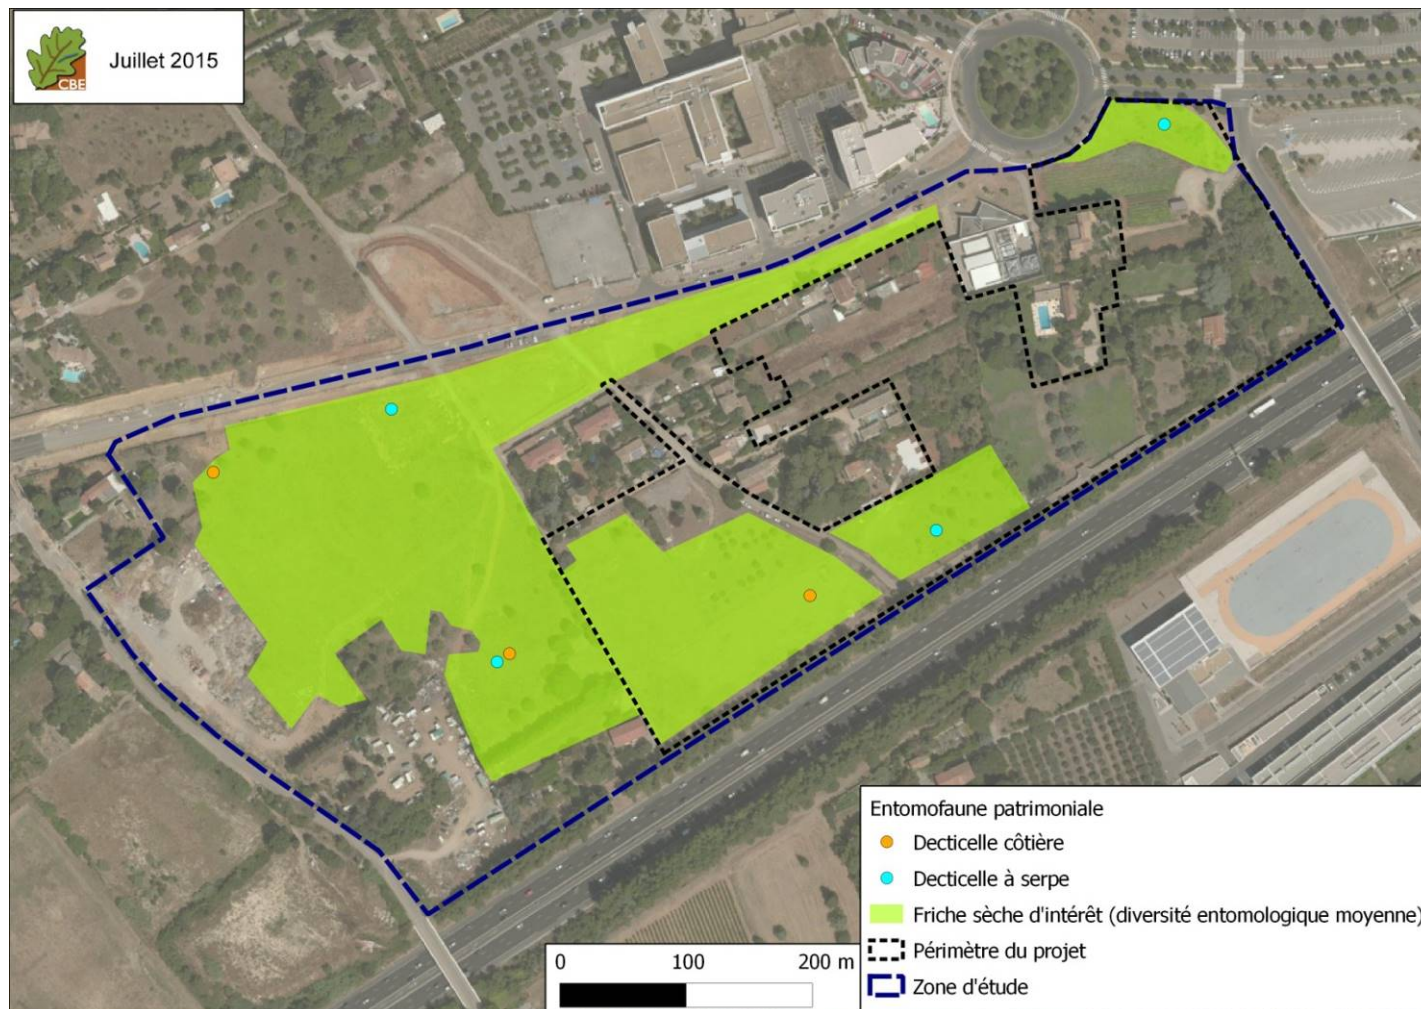 CBE
Juillet 2015
Entomofaune patrimoniale
Decticelle côtière
Decticelle à serpe
Friche sèche d'intérêt (diversité entomologique moyenne)
Périmètre du projet
Zone d'étude
0 100 200 m